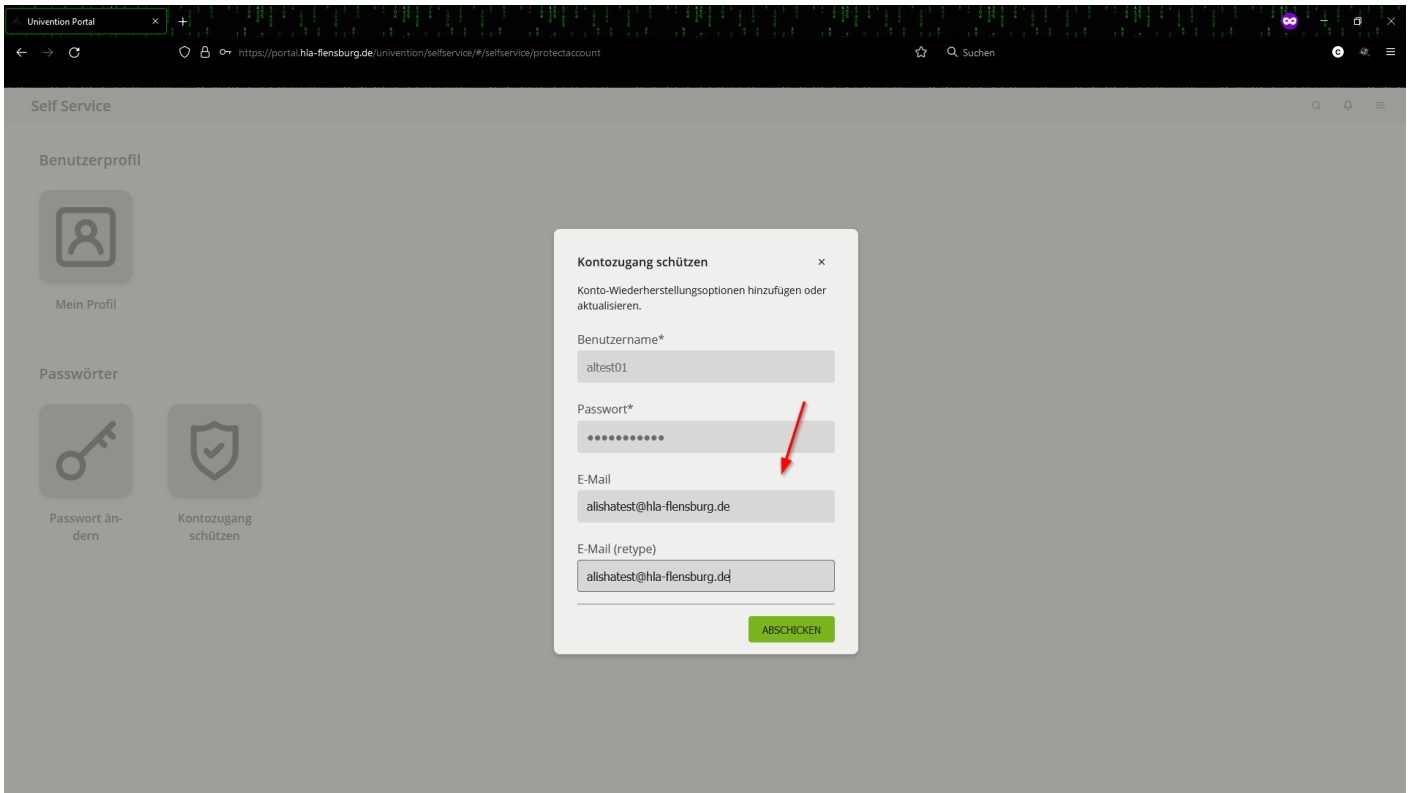 Univention Portal
https://portal.hla-flensburg.de/univention/selfservice/#/selfservice/protectaccount
Suchen
Self Service
Benutzerprofil
Mein Profil
Passwörter
Passwort än-
dern
Kontozugang
schützen
Kontozugang schützen
Konto-Wiederherstellungsoptionen hinzufügen oder
aktualisieren.
Benutzername*
altest01
Passwort*
•••••••••••
E-Mail
alishatest@hla-flensburg.de
E-Mail (retype)
alishatest@hla-flensburg.de
ABSCHICKEN